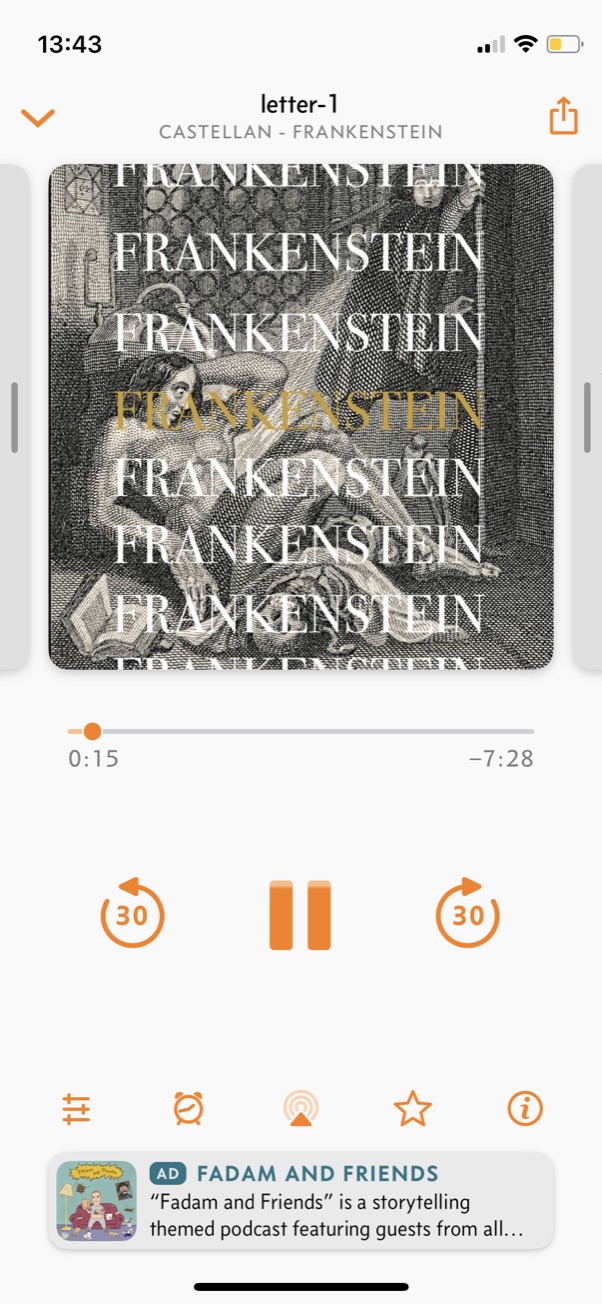 13:43
letter-1
CASTELLAN - FRANKENSTEIN
FRANKENSTEIN
FRANKENSTEIN
FRANKENSTEIN
FRANKENSTEIN
FRANKENSTEIN
FRANKENSTEIN
FRANKENSTEIN
FRANKENSTEIN
0:15
-7:28
30
30
AD FADAM AND FRIENDS
“Fadam and Friends” is a storytelling
themed podcast featuring guests from all...